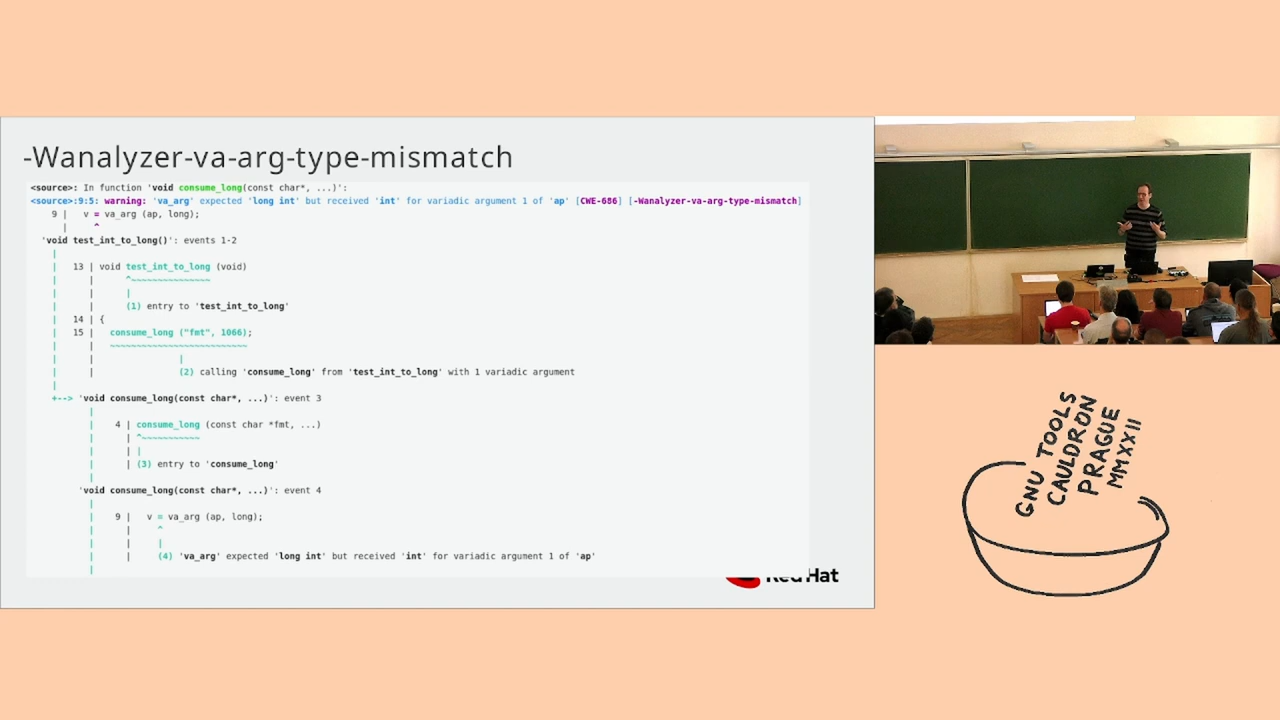 -Wanalyzer-va-arg-type-mismatch
<source>: In function 'void consume_long(const char*, ...)':
<source>:9:5: warning: 'va_arg' expected 'long int' but received 'int' for variadic argument 1 of 'ap' [CWE-686] [-Wanalyzer-va-arg-type-mismatch]
9 | v = va_arg (ap, long);
| ^
'void test_int_to_long()': events 1-2
|
| 13 | void test_int_to_long (void)
| | ^~~~~~~~~~~~~~~~
| | |
| | (1) entry to 'test_int_to_long'
| 14 | {
| 15 | consume_long ("fmt", 1066);
| | ~~~~~~~~~~~~~~~~~~~~~~~~~~
| | |
| | (2) calling 'consume_long' from 'test_int_to_long' with 1 variadic argument
|
+--> 'void consume_long(const char*, ...)': event 3
|
| 4 | consume_long (const char *fmt, ...)
| | ^~~~~~~~~~~~
| | |
| | (3) entry to 'consume_long'
|
'void consume_long(const char*, ...)': event 4
|
| 9 | v = va_arg (ap, long);
| | ^
| | |
| | (4) 'va_arg' expected 'long int' but received 'int' for variadic argument 1 of 'ap'
|
Red Hat
GNU TOOLS
CAULDRON
PRAGUE
MMXXII